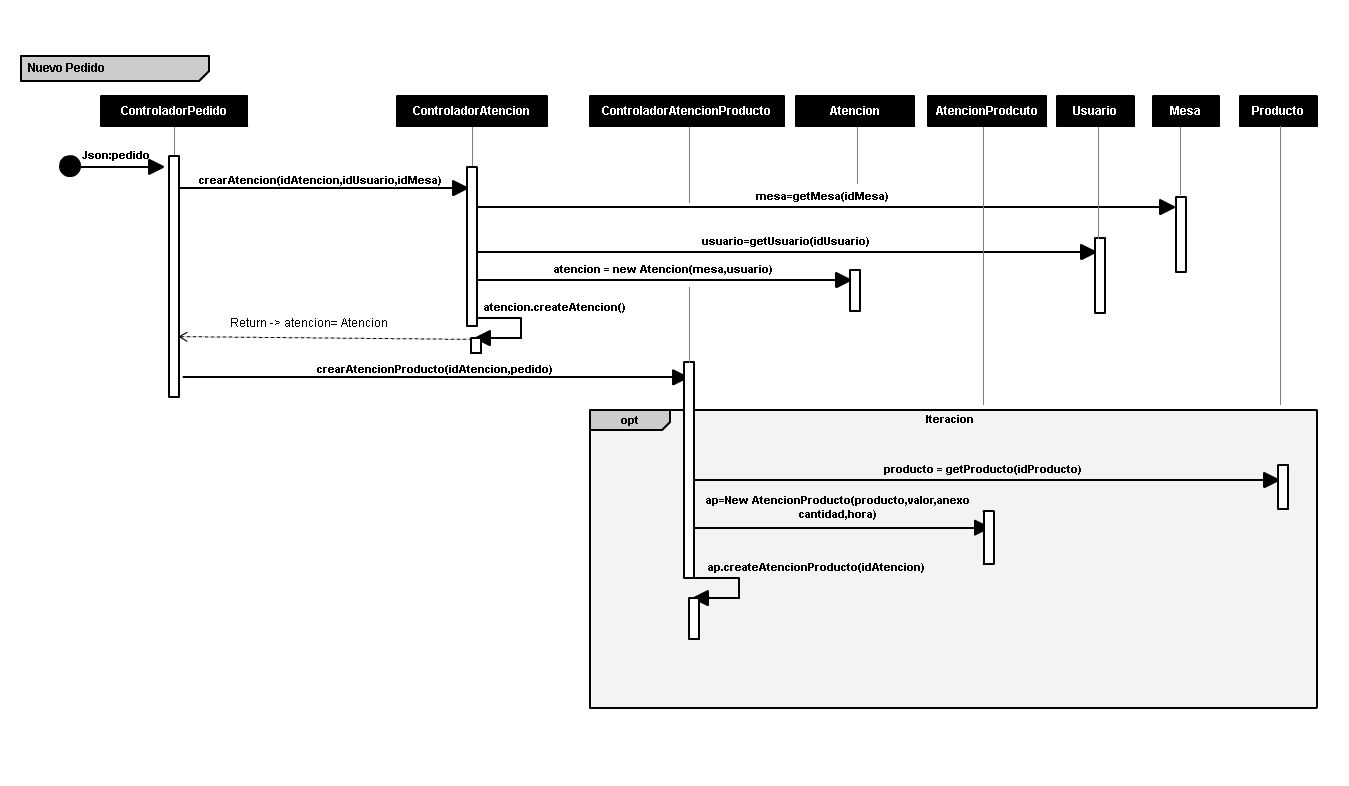 Nuevo Pedido
ControladorPedido
ControladorAtencion
ControladorAtencionProducto
Atencion
AtencionProdcuto
Usuario
Mesa
Producto
Json:pedido
crearAtencion(idAtencion,idUsuario,idMesa)
mesa=getMesa(idMesa)
usuario=getUsuario(idUsuario)
atencion = new Atencion(mesa,usuario)
atencion.createAtencion()
Return -> atencion= Atencion
crearAtencionProducto(idAtencion,pedido)
opt
Iteracion
producto = getProducto(idProducto)
ap=New AtencionProducto(producto,valor,anexo
cantidad,hora)
ap.createAtencionProducto(idAtencion)